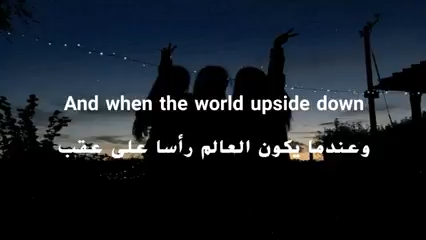 And when the world upside down
وعندما يكون العالم رأسا على عقب